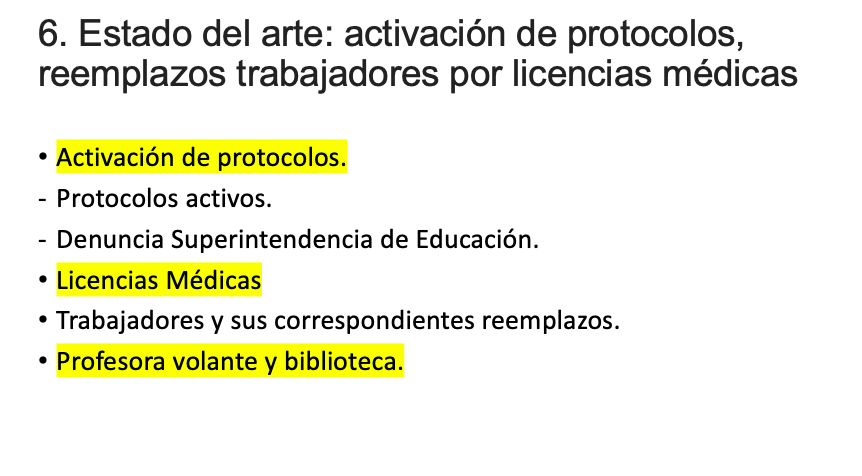 6. Estado del arte: activación de protocolos,
reemplazos trabajadores por licencias médicas
• Activación de protocolos.
- Protocolos activos.
- Denuncia Superintendencia de Educación.
• Licencias Médicas
• Trabajadores y sus correspondientes reemplazos.
• Profesora volante y biblioteca.